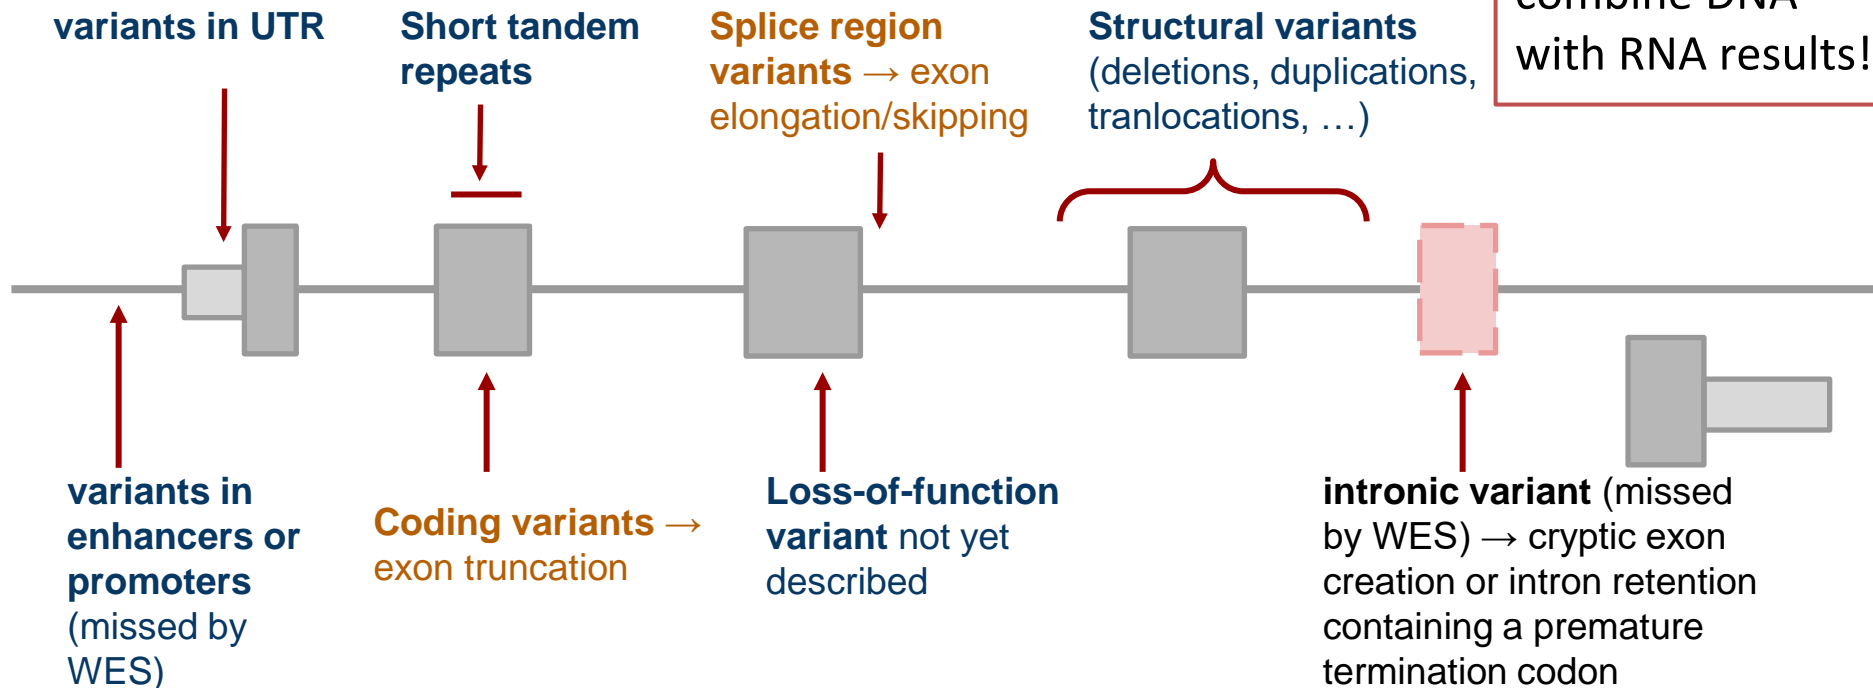 variants in UTR
Short tandem
repeats
Splice region
variants → exon
elongation/skipping
Structural variants
(deletions, duplications,
tranlocations, …)
combine DNA
with RNA results!
variants in
enhancers or
promoters
(missed by
WES)
Coding variants →
exon truncation
Loss-of-function
variant not yet
described
intronic variant (missed
by WES) → cryptic exon
creation or intron retention
containing a premature
termination codon